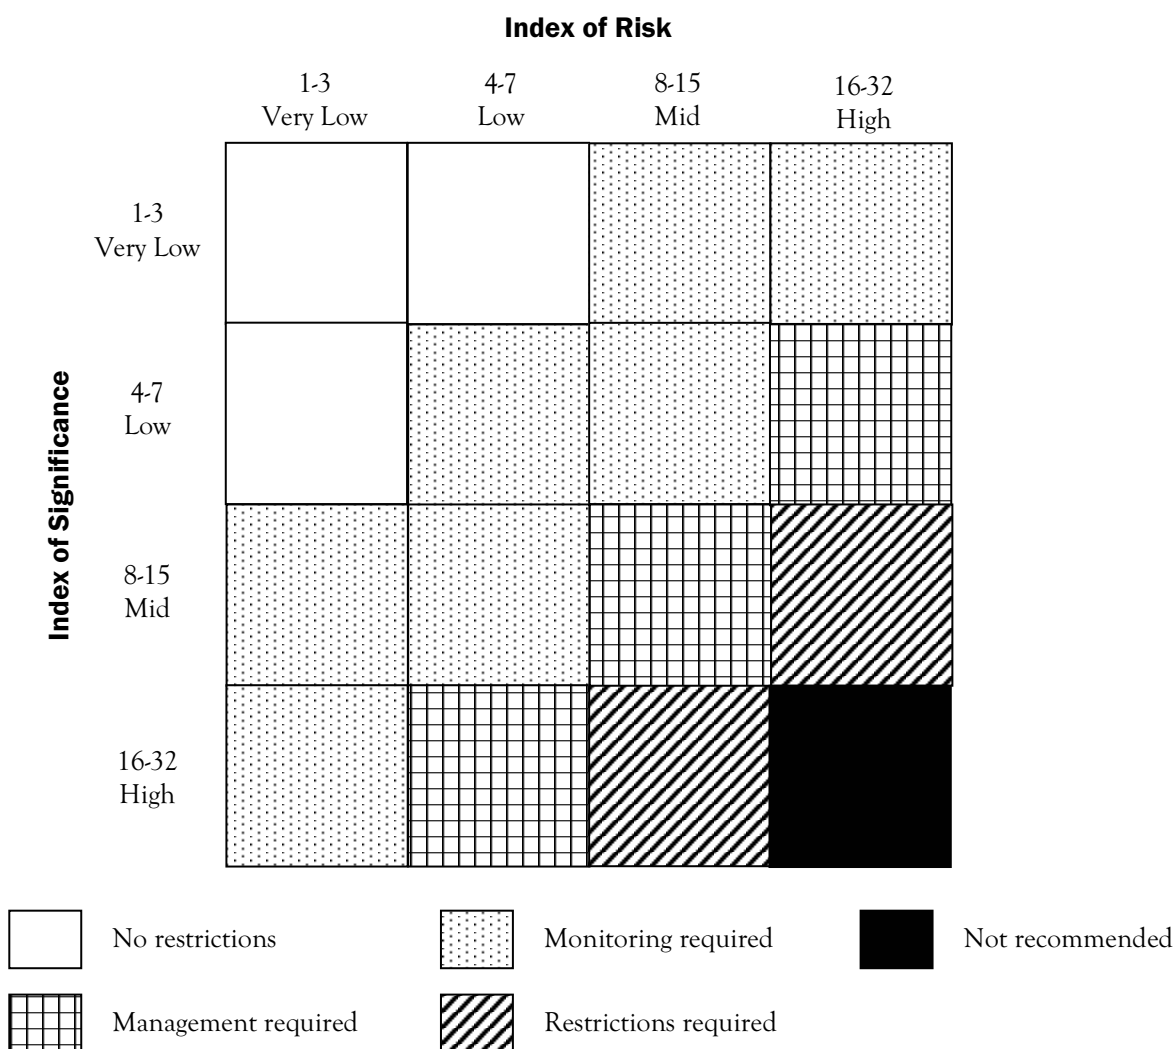 Index of Risk
1-3
Very Low
4-7
Low
8-15
Mid
16-32
High
Index of Significance
1-3
Very Low
4-7
Low
8-15
Mid
16-32
High
No restrictions
Monitoring required
Not recommended
Management required
Restrictions required